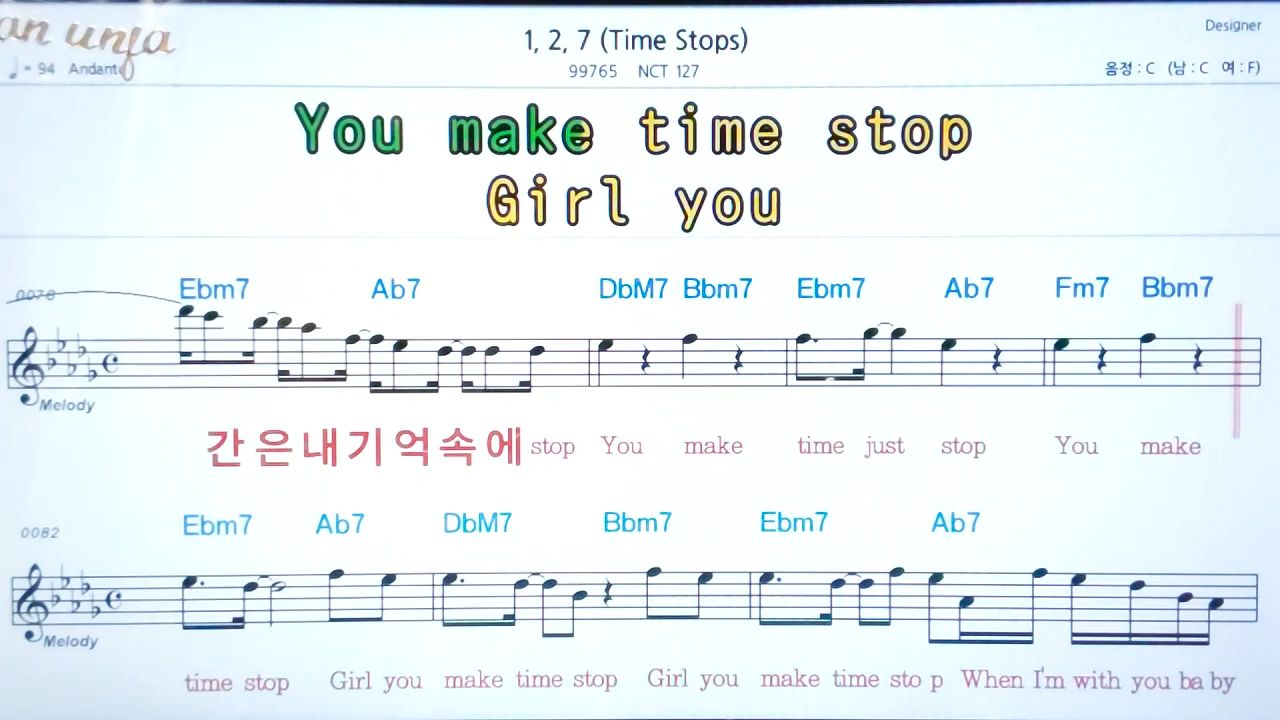 an unja
Designer
1, 2, 7 (Time Stops)
♩= 94 Andant
99765 NCT 127
음정 : C (남 : C 여 : F)
You make time stop
Girl you
Ebm7 Ab7 DbM7 Bbm7 Ebm7 Ab7 Fm7 Bbm7
Melody
간은내기억속에 stop You make time just stop You make
0082
Ebm7 Ab7 DbM7 Bbm7 Ebm7 Ab7
Melody
time stop Girl you make time stop Girl you make time sto p When I'm with you ba by